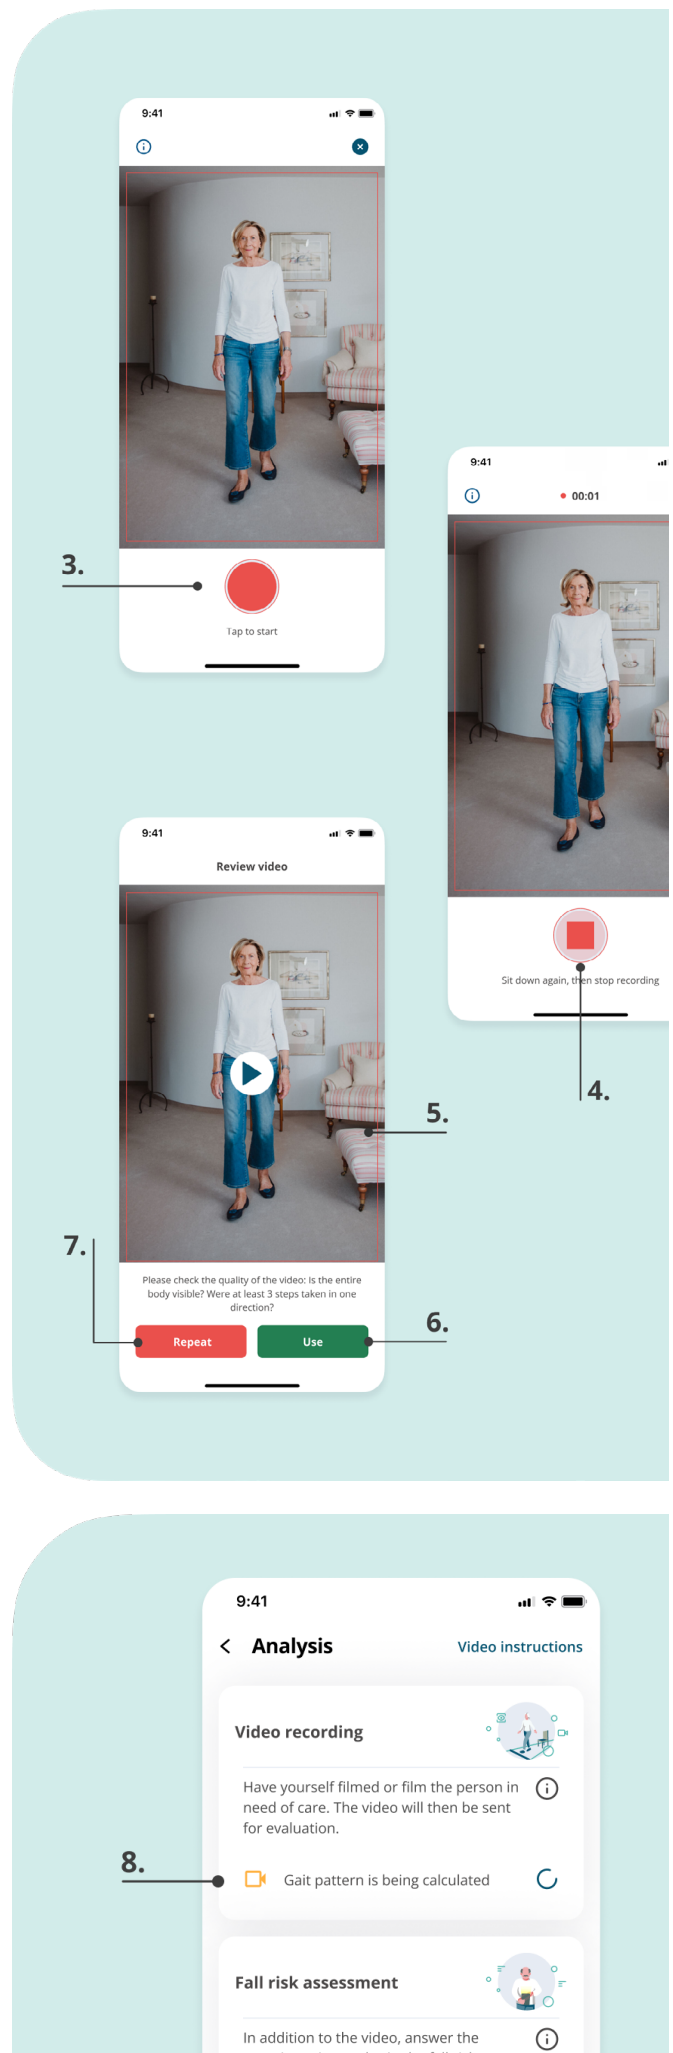 9:41
3.
Tap to start
9:41
00:01
Sit down again, then stop recording
4.
9:41
Review video
5.
7.
Please check the quality of the video: Is the entire
body visible? Were at least 3 steps taken in one
direction?
Repeat
Use
6.
9:41
Analysis
Video instructions
Video recording
Have yourself filmed or film the person in
need of care. The video will then be sent
for evaluation.
8.
Gait pattern is being calculated
Fall risk assessment
In addition to the video, answer the